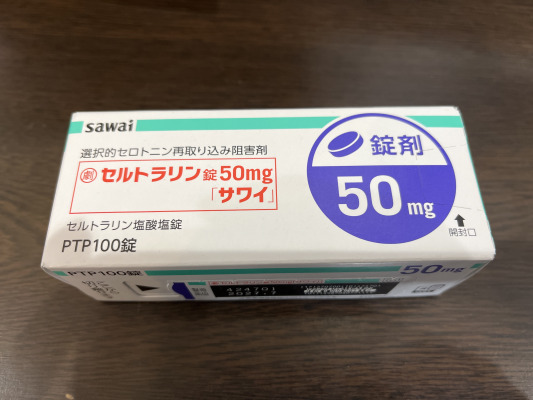 sawai
選択的セロトニン再取り込み阻害剤
劇 セルトラリン錠50mg
「サワイ」
セルトラリン塩酸塩錠
PTP100錠
錠剤
50mg
開封口
PTP100錠
50mg
424701
2027.7